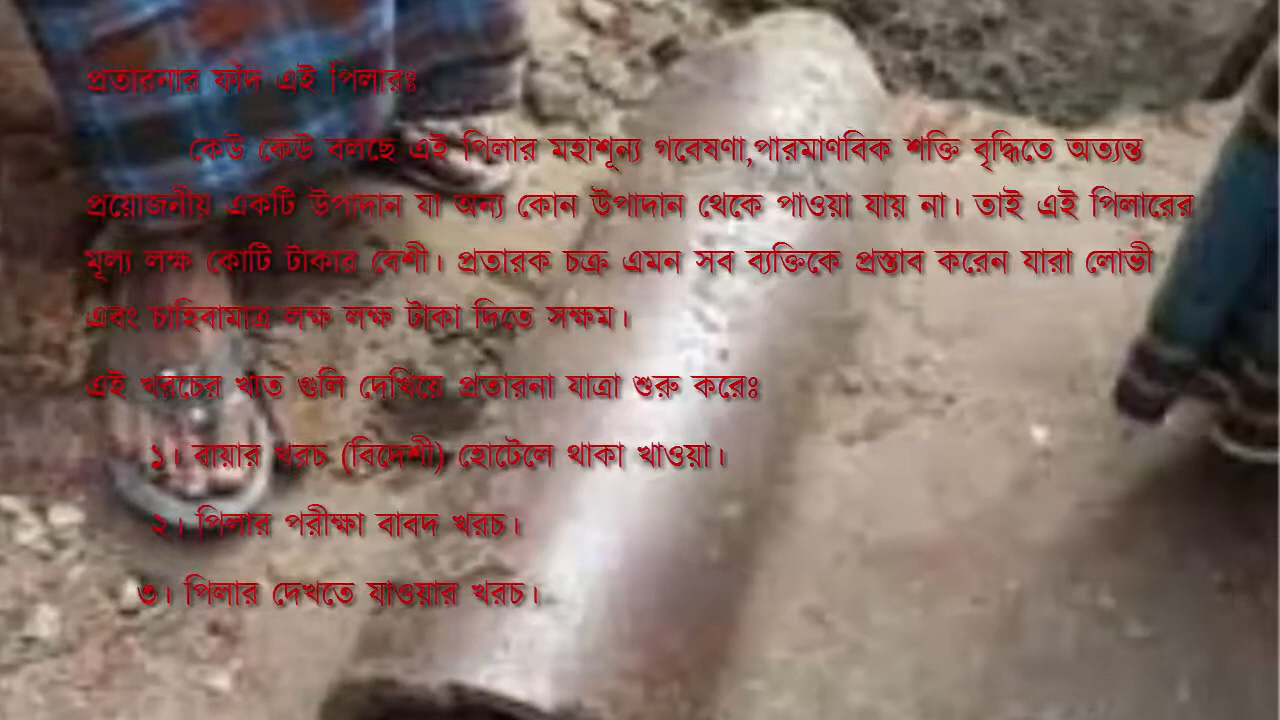 প্রতারনার ফাঁদ এই পিলারঃ
কেউ কেউ বলছে এই পিলার মহাশূন্য গবেষণা,পারমাণবিক শক্তি বৃদ্ধিতে অত্যন্ত
প্রয়োজনীয় একটি উপাদান যা অন্য কোন উপাদান থেকে পাওয়া যায় না। তাই এই পিলারের
মূল্য লক্ষ কোটি টাকার বেশী। প্রতারক চক্র এমন সব ব্যক্তিকে প্রস্তাব করেন যারা লোভী
এবং চাহিবামাত্র লক্ষ লক্ষ টাকা দিতে সক্ষম।
এই খরচের খাত গুলি দেখিয়ে প্রতারনা যাত্রা শুরু করেঃ
১। বায়ার খরচ (বিদেশী) হোটেলে থাকা খাওয়া।
২। পিলার পরীক্ষা বাবদ খরচ।
৩। পিলার দেখতে যাওয়ার খরচ।